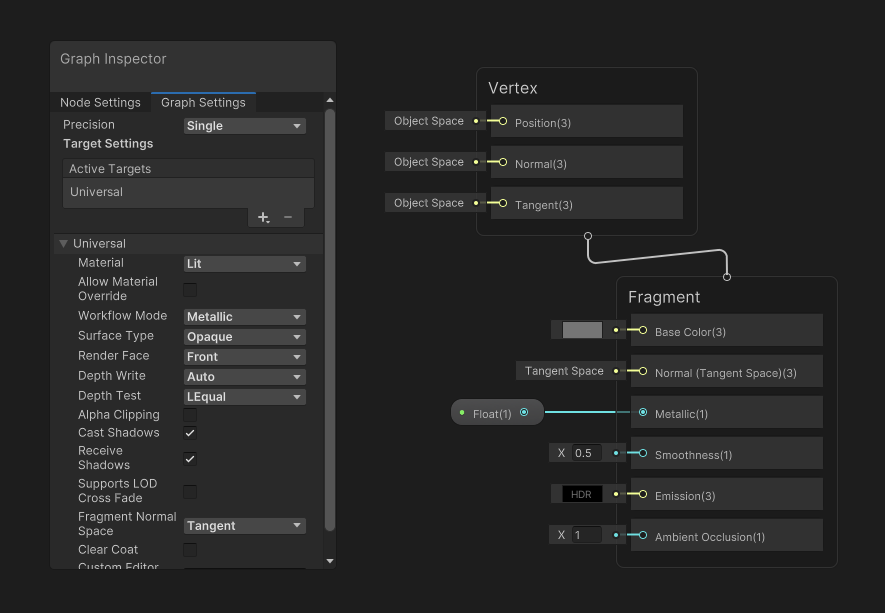 Graph Inspector
Node Settings
Graph Settings
Precision
Single
Target Settings
Active Targets
Universal
+
−
Universal
Material
Lit
Allow Material
Override
Workflow Mode
Metallic
Surface Type
Opaque
Render Face
Front
Depth Write
Auto
Depth Test
LEqual
Alpha Clipping
Cast Shadows
Receive
Shadows
Supports LOD
Cross Fade
Fragment Normal
Space
Tangent
Clear Coat
Custom Editor
Vertex
Object Space
Position(3)
Object Space
Normal(3)
Object Space
Tangent(3)
Fragment
Base Color(3)
Tangent Space
Normal (Tangent Space)(3)
Float(1)
Metallic(1)
X 0.5
Smoothness(1)
HDR
Emission(3)
X 1
Ambient Occlusion(1)